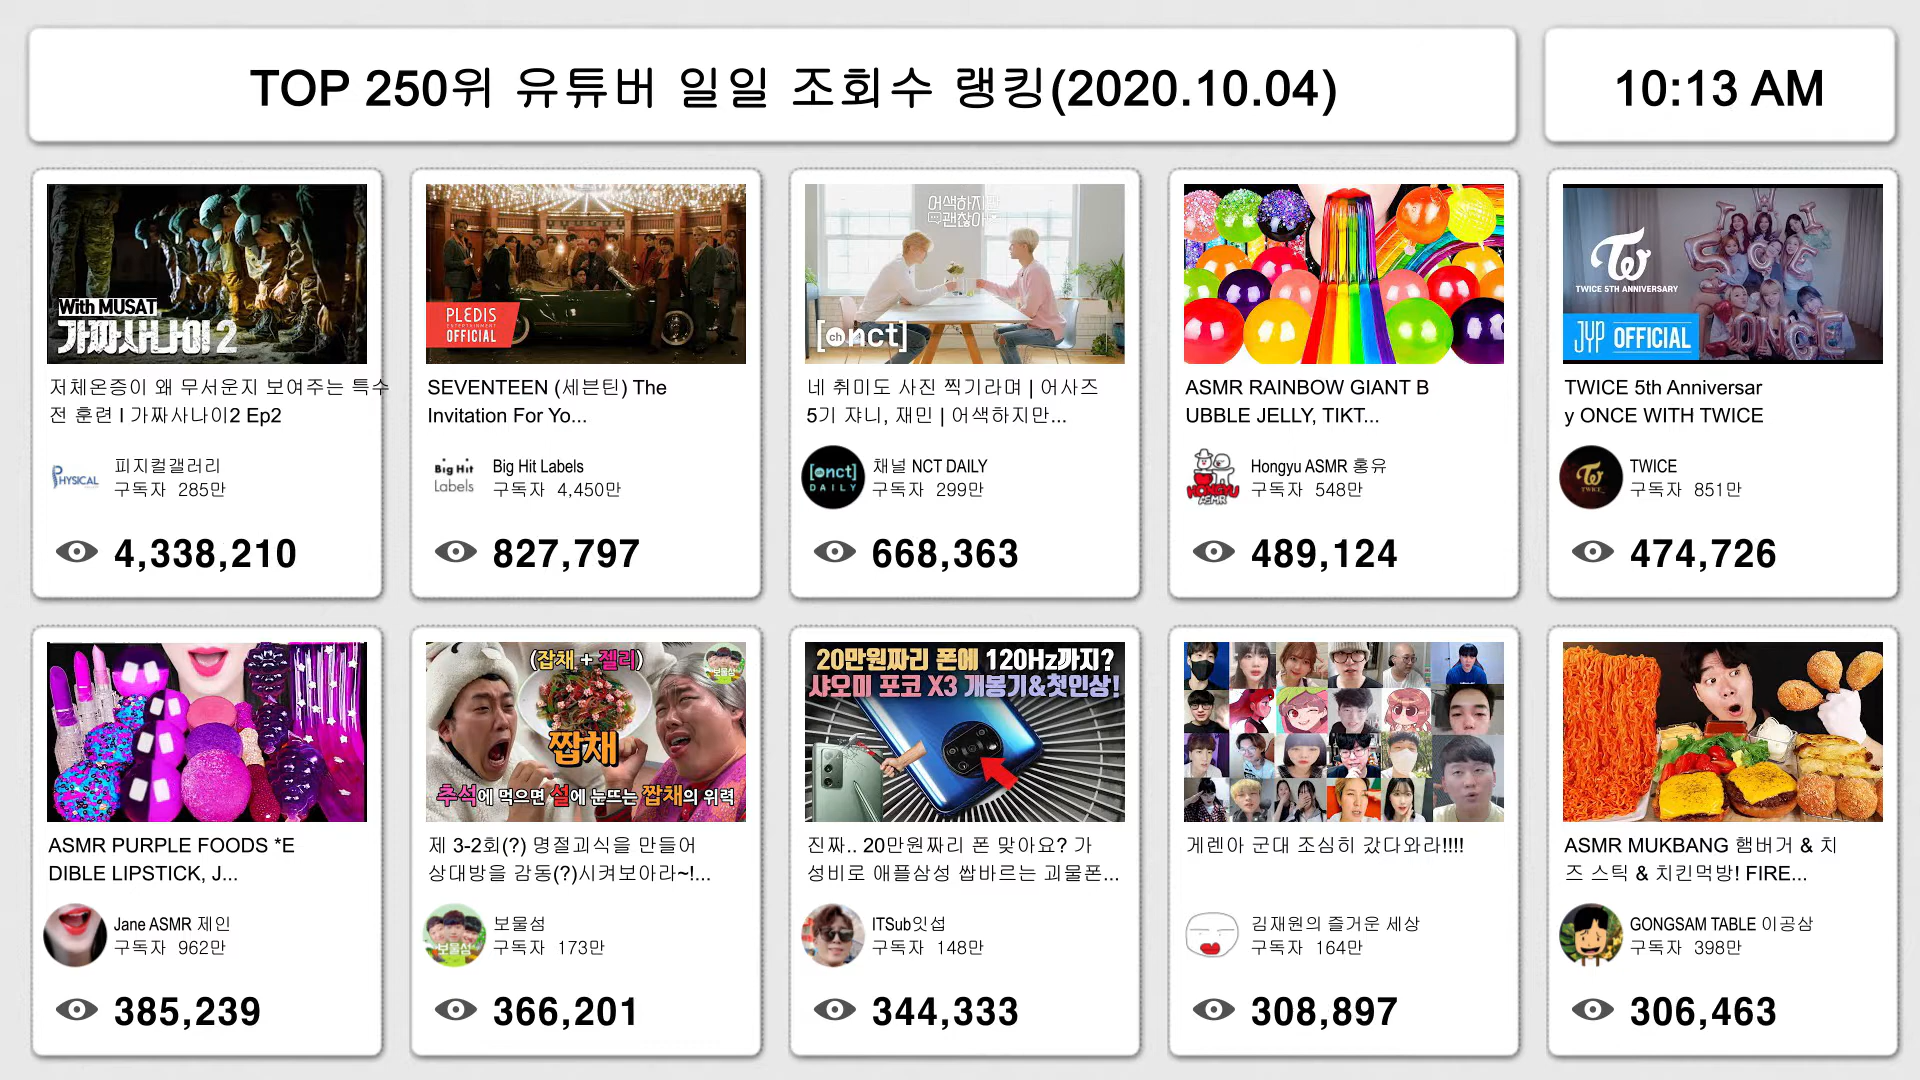 TOP 250위 유튜버 일일 조회수 랭킹(2020.10.04)
10:13 AM
With MUSAT
가짜사나이 2
저체온증이 왜 무서운지 보여주는 특수
전 훈련 I 가짜사나이2 Ep2
PHYSICAL
피지컬갤러리
구독자 285만
4,338,210
PLEDIS
ENTERTAINMENT
OFFICIAL
SEVENTEEN (세븐틴) The
Invitation For Yo...
Big Hit
Labels
Big Hit Labels
구독자 4,450만
827,797
어색하지만
괜찮아
[ch nct]
네 취미도 사진 찍기라며 | 어사즈
5기 쟈니, 재민 | 어색하지만...
[nct]
DAILY
채널 NCT DAILY
구독자 299만
668,363
ASMR RAINBOW GIANT B
UBBLE JELLY, TIKT...
HONGYU
ASMR
Hongyu ASMR 홍유
구독자 548만
489,124
TWICE 5TH ANNIVERSARY
JYP OFFICIAL
ONCE
TWICE 5th Anniversar
y ONCE WITH TWICE
TWICE
TWICE
구독자 851만
474,726
ASMR PURPLE FOODS *E
DIBLE LIPSTICK, J...
Jane ASMR 제인
구독자 962만
385,239
(잡채 + 젤리)
보물섬
짭채
추석에 먹으면 설에 눈뜨는 짭채의 위력
제 3-2회(?) 명절괴식을 만들어
상대방을 감동(?)시켜보아라~!...
보물섬
보물섬
구독자 173만
366,201
20만원짜리 폰에 120Hz까지?
샤오미 포코 X3 개봉기&첫인상!
진짜.. 20만원짜리 폰 맞아요? 가
성비로 애플삼성 쌉바르는 괴물폰...
ITSub잇섭
구독자 148만
344,333
게렌아 군대 조심히 갔다와라!!!!
김재원의 즐거운 세상
구독자 164만
308,897
ASMR MUKBANG 햄버거 & 치
즈 스틱 & 치킨먹방! FIRE...
GONGSAM TABLE 이공삼
구독자 398만
306,463